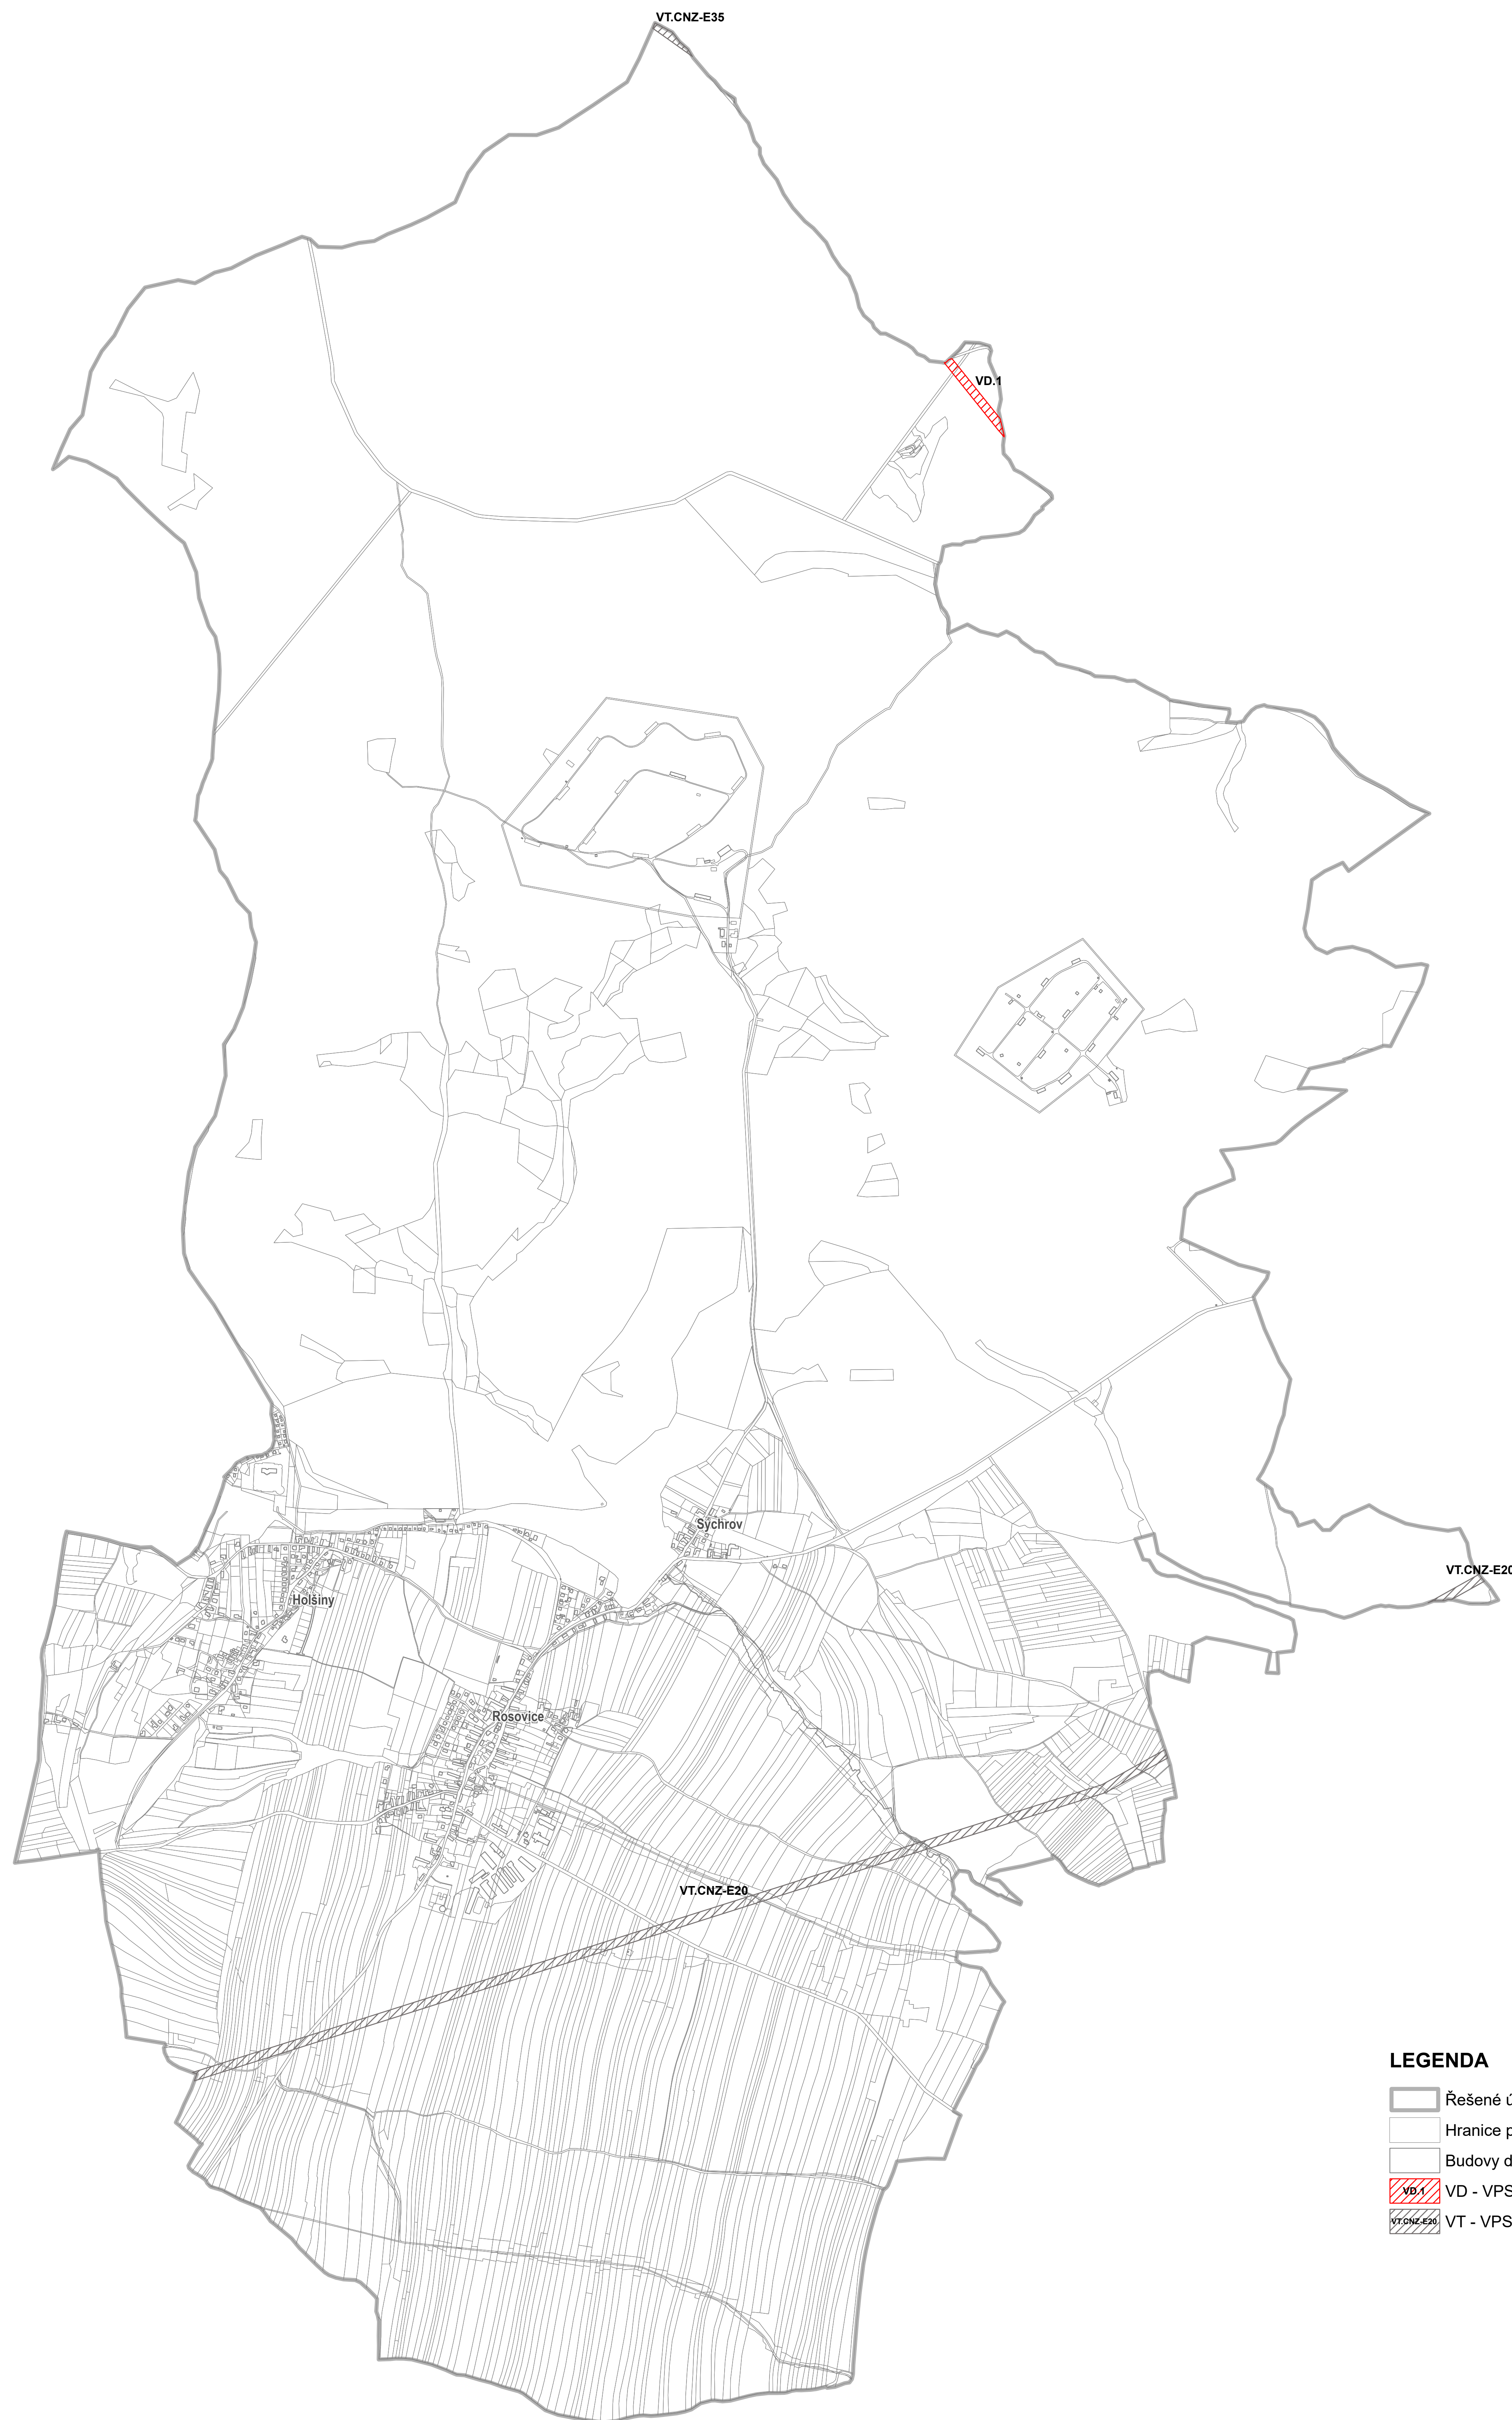 VT.CNZ-E35
VD.1
Sychrov
VT.CNZ-E20
Holšiny
Rosovice
VT.CNZ-E20
LEGENDA
Řešené
Hranice
Budovy
VD.1 VD - VPS
VT.CNZ-E20 VT - VPS